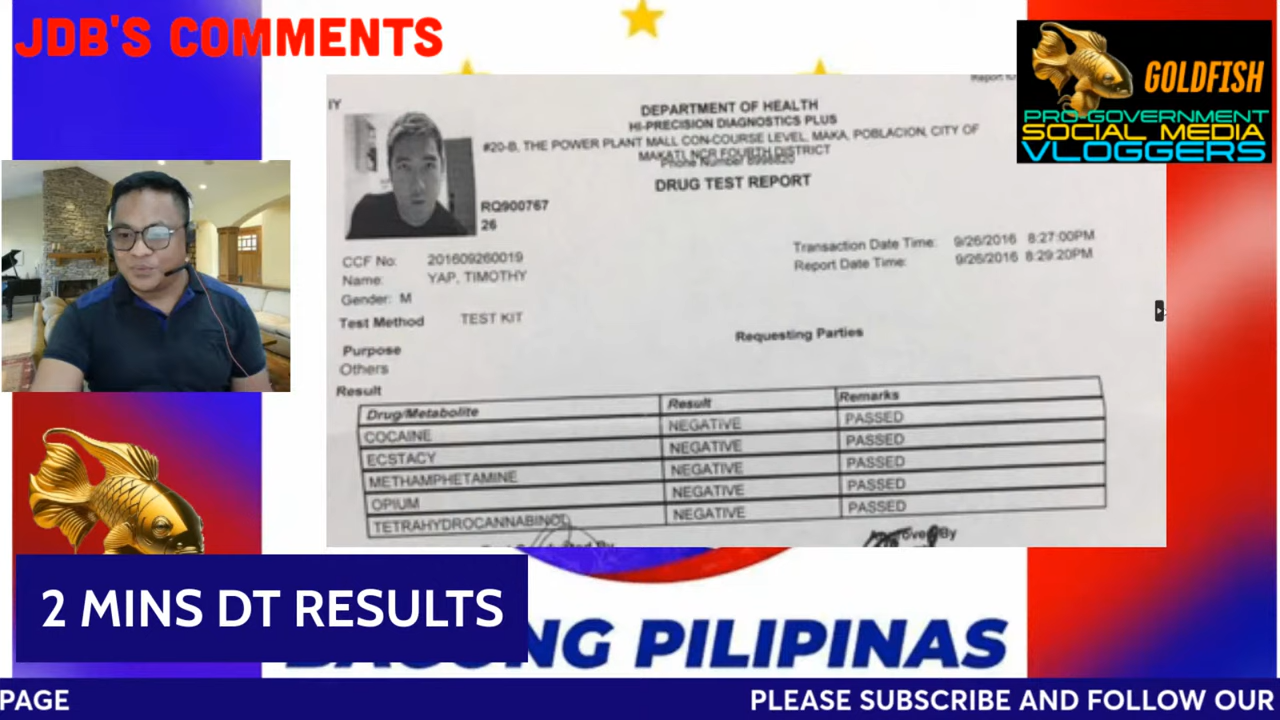 JDB'S COMMENTS
GOLDFISH
PRO-GOVERNMENT
SOCIAL MEDIA
VLOGGERS
IY
DEPARTMENT OF HEALTH
HI-PRECISION DIAGNOSTICS PLUS
#20-B, THE POWER PLANT MALL CON-COURSE LEVEL, MAKA, POBLACION, CITY OF
MAKATI, NCR FOURTH DISTRICT
Phone Number
DRUG TEST REPORT
RQ900767
26
CCF No: 201609260019
Name: YAP, TIMOTHY
Gender: M
Test Method TEST KIT
Purpose
Others
Transaction Date Time: 9/26/2016 8:27:00PM
Report Date Time: 9/26/2016 8:29:20PM
Requesting Parties
Result
Drug/Metabolite Result Remarks
COCAINE NEGATIVE PASSED
ECSTACY NEGATIVE PASSED
METHAMPHETAMINE NEGATIVE PASSED
OPIUM NEGATIVE PASSED
TETRAHYDROCANNABINOL NEGATIVE PASSED
Approved By
2 MINS DT RESULTS
PILIPINAS
PAGE
PLEASE SUBSCRIBE AND FOLLOW OUR